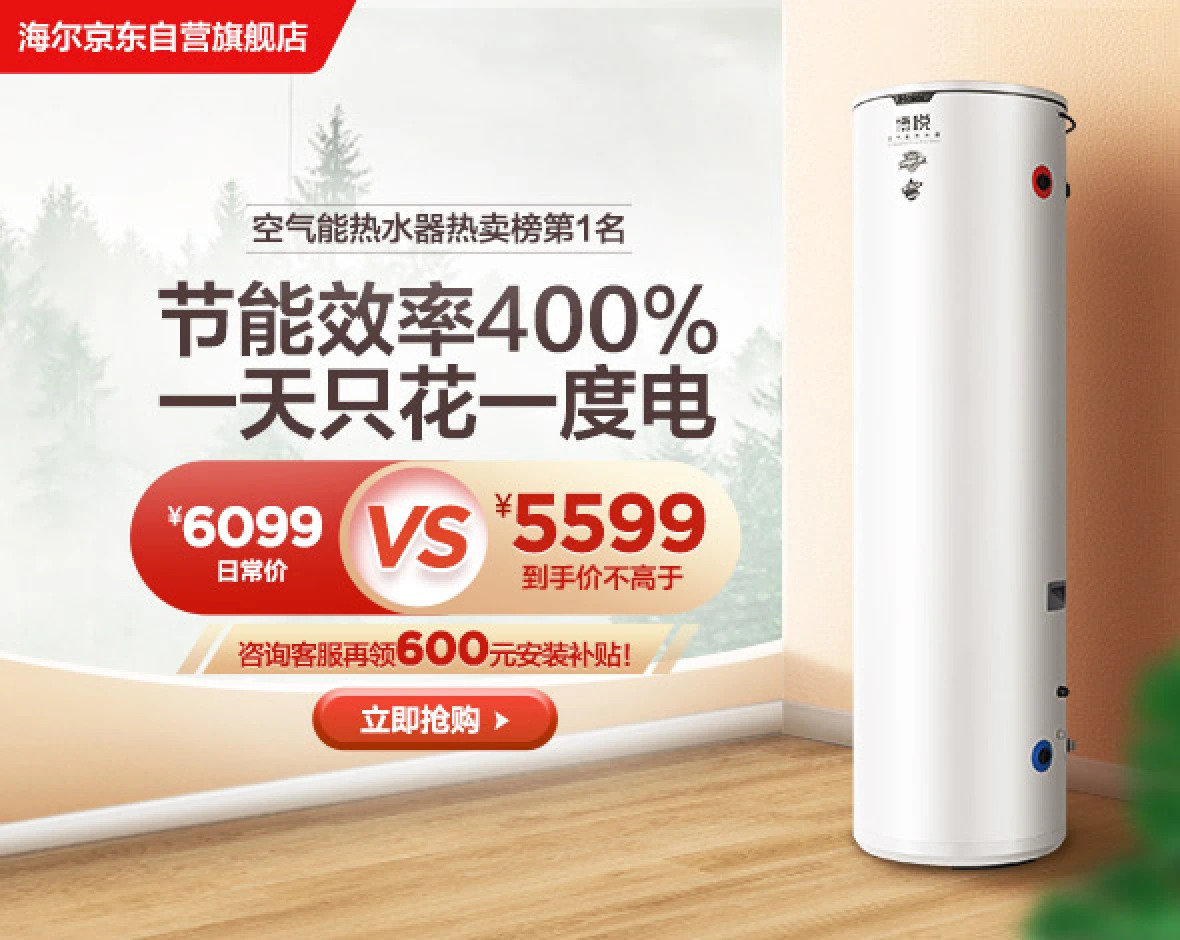 海尔京东自营旗舰店
空气能热水器热卖榜第1名
节能效率400%
一天只花一度电
¥6099
日常价
VS
¥5599
到手价不高于
咨询客服再领600元安装补贴!
立即抢购
Haier
博悦